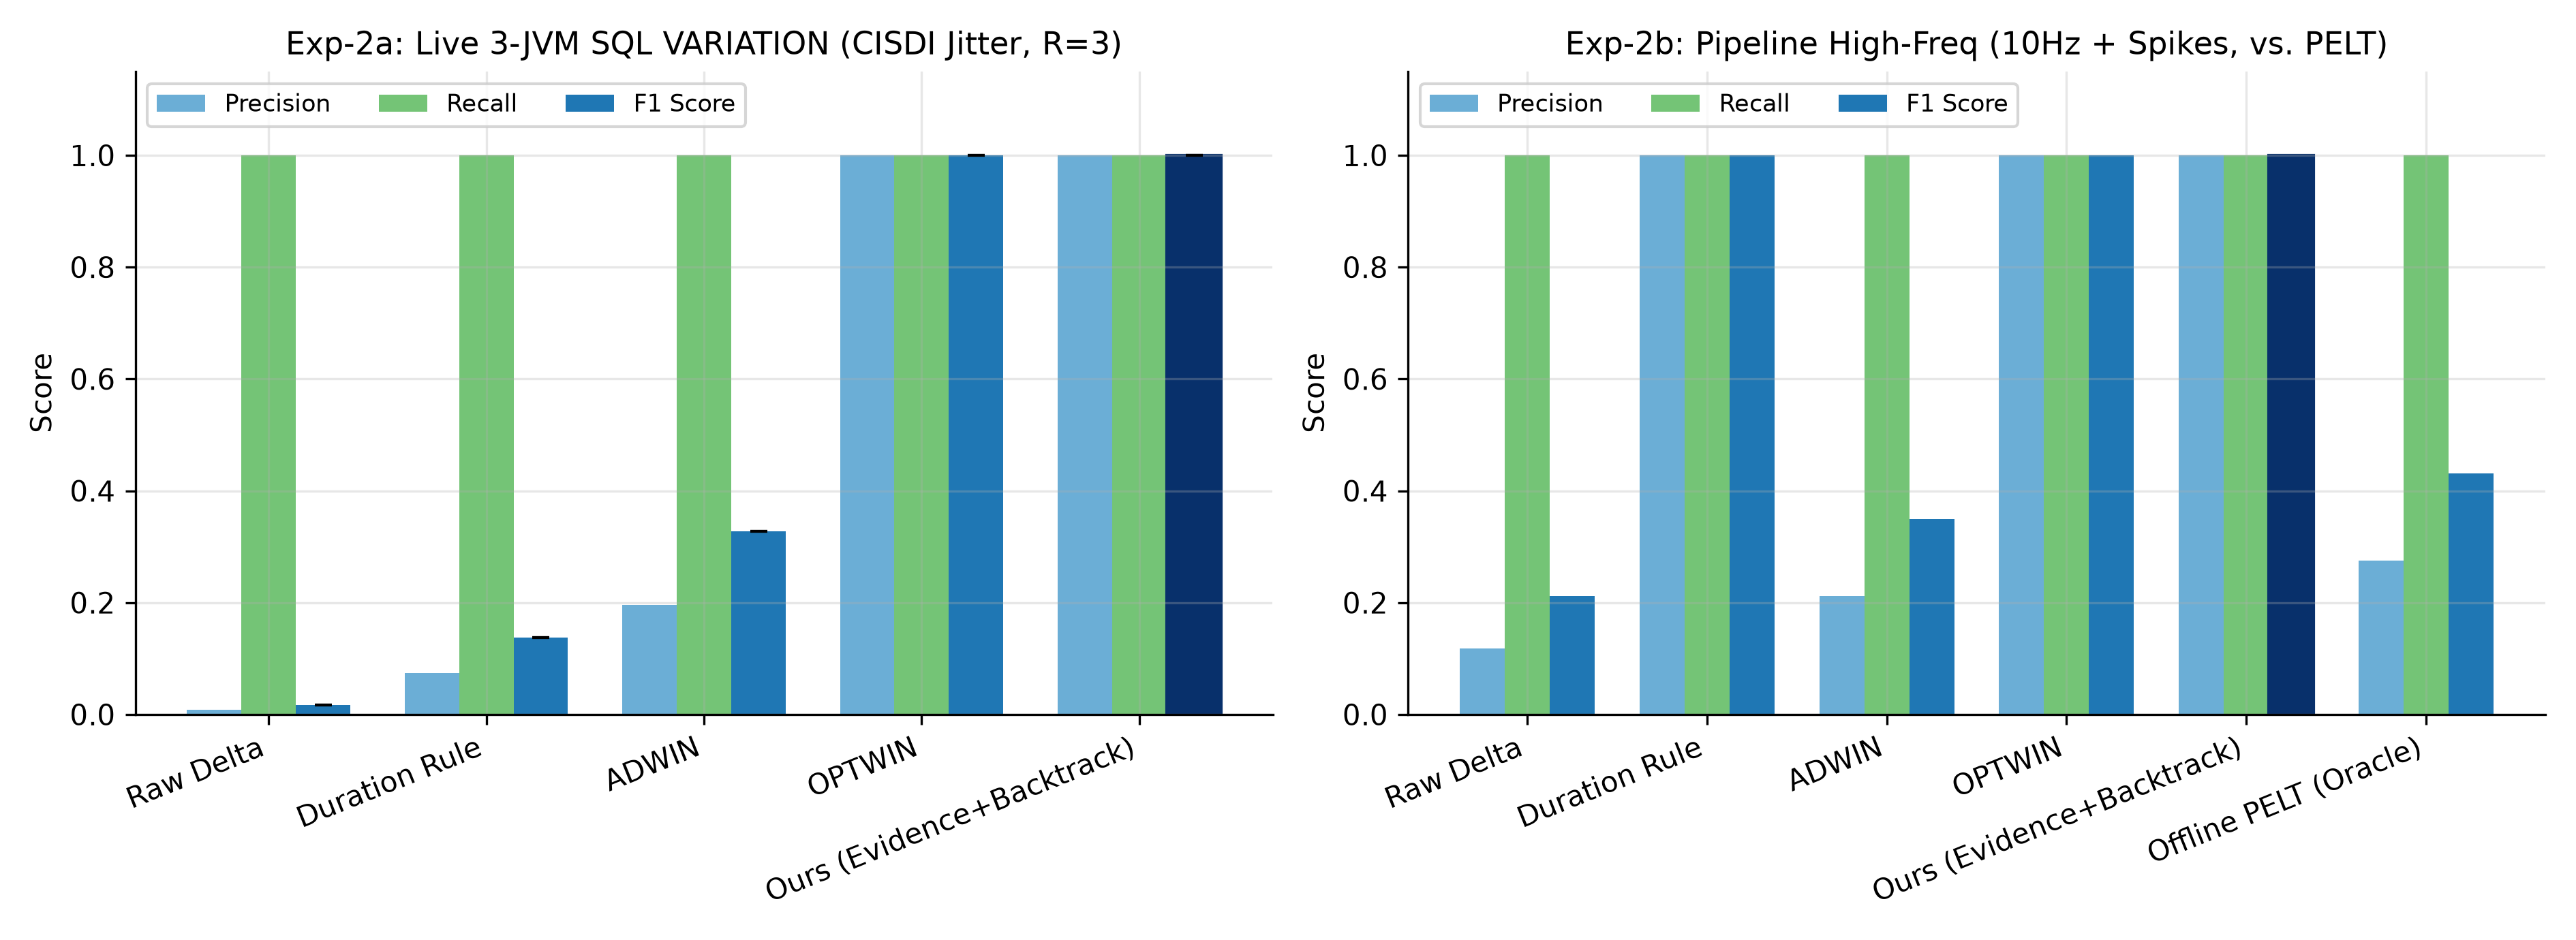 Exp-2a: Live 3-JVM SQL VARIATION (CISDI Jitter, R=3)
Precision
Recall
F1 Score
Score
1.0
0.8
0.6
0.4
0.2
0.0
Raw Delta
Duration Rule
ADWIN
OPTWIN
Ours (Evidence+Backtrack)
Exp-2b: Pipeline High-Freq (10Hz + Spikes, vs. PELT)
Precision
Recall
F1 Score
Score
1.0
0.8
0.6
0.4
0.2
0.0
Raw Delta
Duration Rule
ADWIN
OPTWIN
Ours (Evidence+Backtrack)
Offline PELT (Oracle)